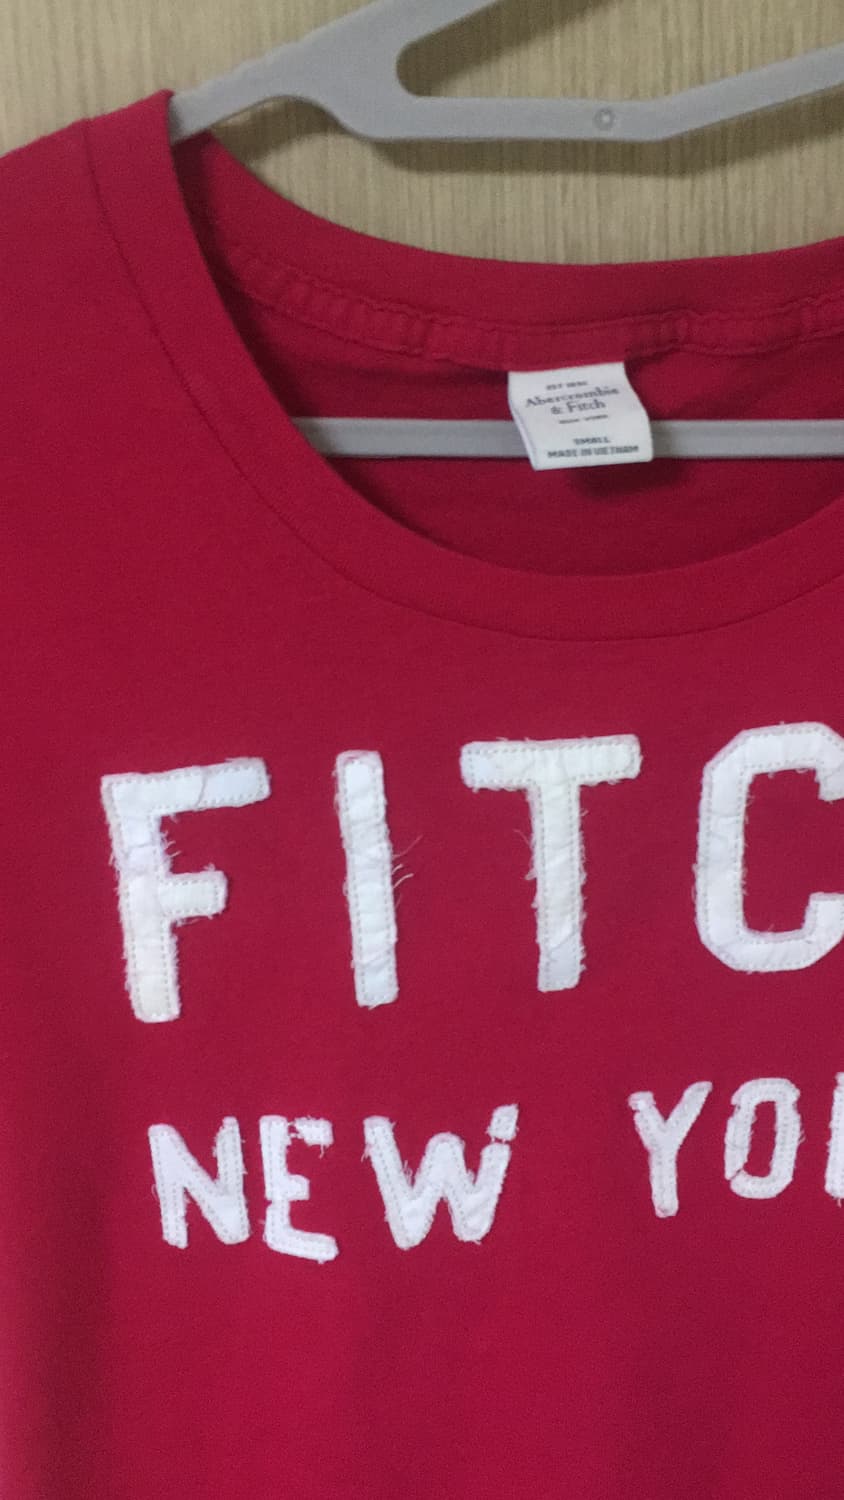 EST 1892
Abercrombie
& Fitch
NEW YORK
SMALL
MADE IN VIETNAM
FITC
NEW YO